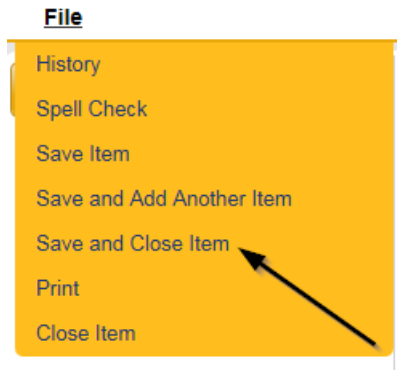 File
History
Spell Check
Save Item
Save and Add Another Item
Save and Close Item
Print
Close Item